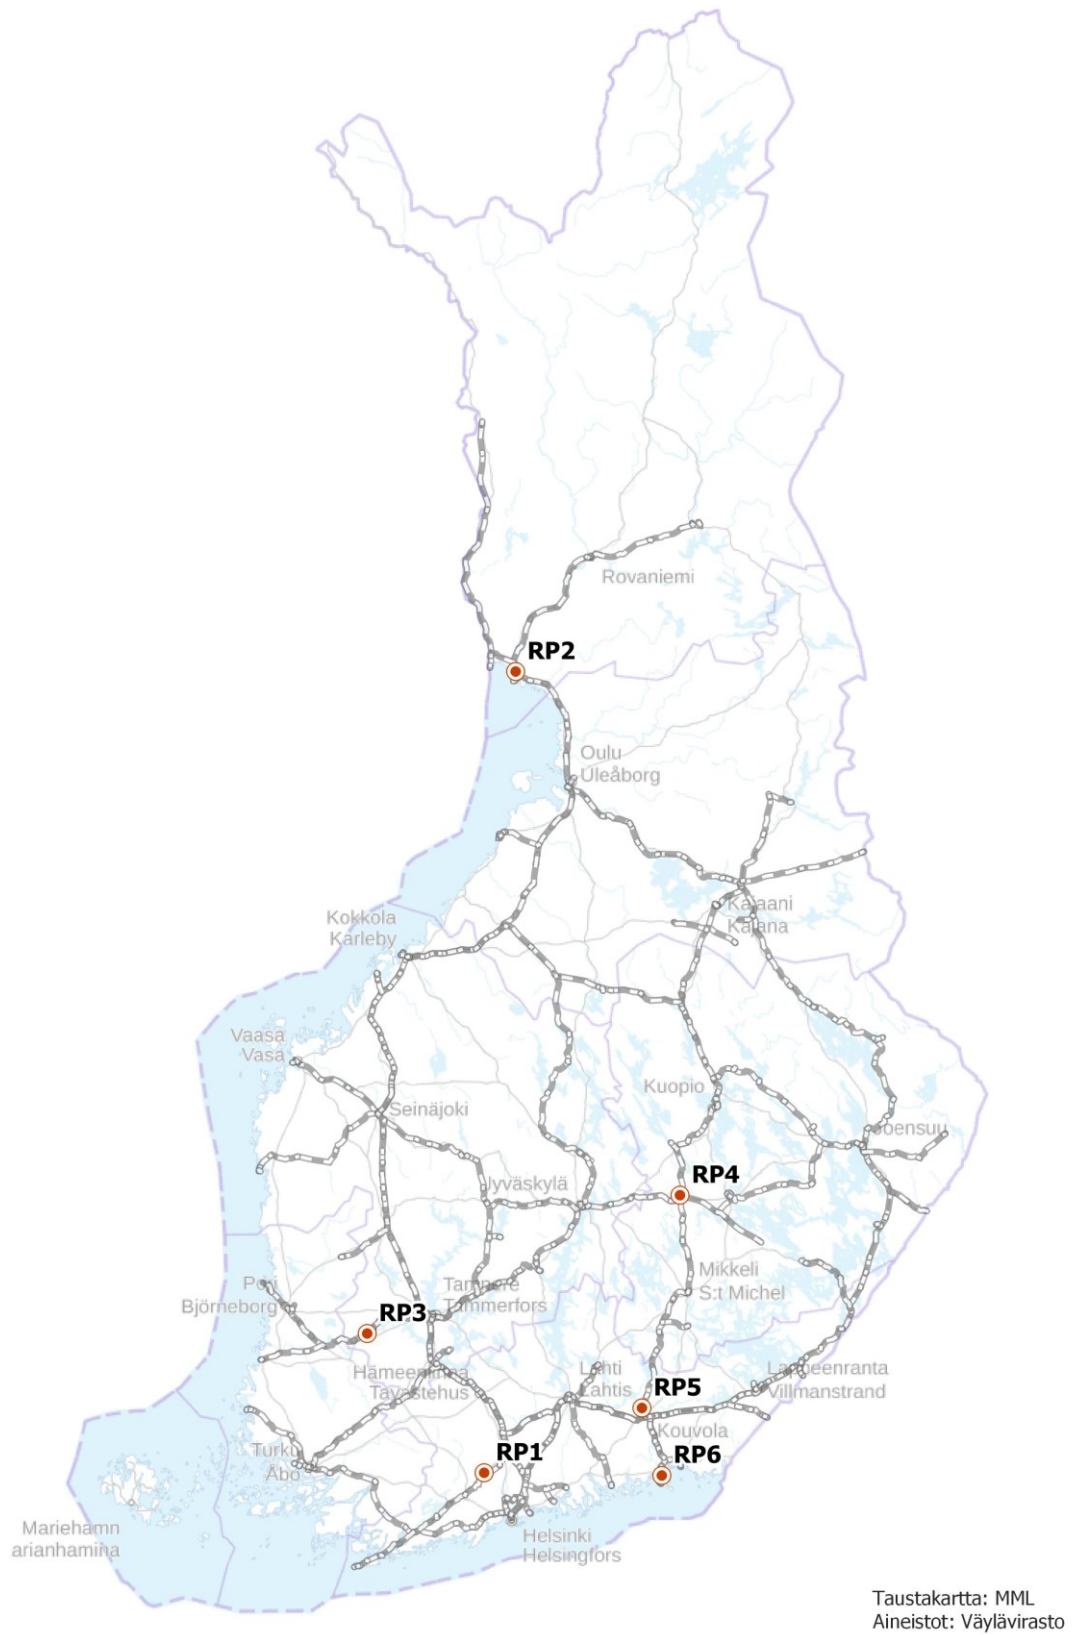 Rovaniemi
RP2
Oulu
Uleåborg
Kajaani
Kajana
Kokkola
Karleby
Vaasa
Vasa
Kuopio
Seinäjoki
Joensuu
RP4
Jyväskylä
Mikkeli
S:t Michel
Pori
Björneborg
Tampere
Tammerfors
RP3
Hämeenlinna
Tavastehus
Lahti
Lahtis
Lappeenranta
Villmanstrand
RP5
Kouvola
Turku
Åbo
RP1
RP6
Mariehamn
arianhamina
Helsinki
Helsingfors
Taustakartta: MML
Aineistot: Väylävirasto